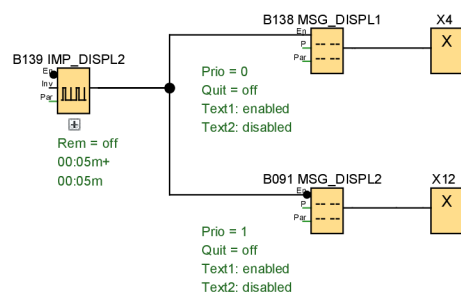 B138 MSG_DISPL1
X4
En
P
Par
X
B139 IMP_DISPL2
En
Inv
Par
Prio = 0
Quit = off
Text1: enabled
Text2: disabled
Rem = off
00:05m+
00:05m
B091 MSG_DISPL2
X12
En
P
Par
X
Prio = 1
Quit = off
Text1: enabled
Text2: disabled